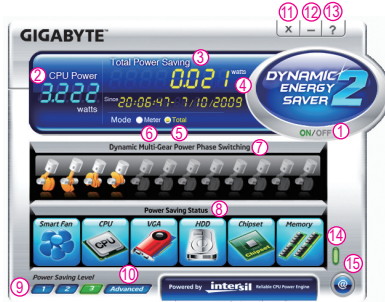 ⑪ ⑫ ⑬
x – ?
GIGABYTE™
Total Power Saving ③
② CPU Power
0.021 watts ④
3.222
watts
Since 20:06:47- 7/10/2009
Mode Meter Total
⑥ ⑤
DYNAMIC
ENERGY
SAVER 2
ON/OFF ①
Dynamic Multi-Gear Power Phase Switching ⑦
Power Saving Status ⑧
Smart Fan CPU VGA HDD Chipset Memory
Chipset
⑭
⑩ ⑮
Power Saving Level
⑨ 1 2 3 Advanced
Powered by intersil Reliable CPU Power Engine
@